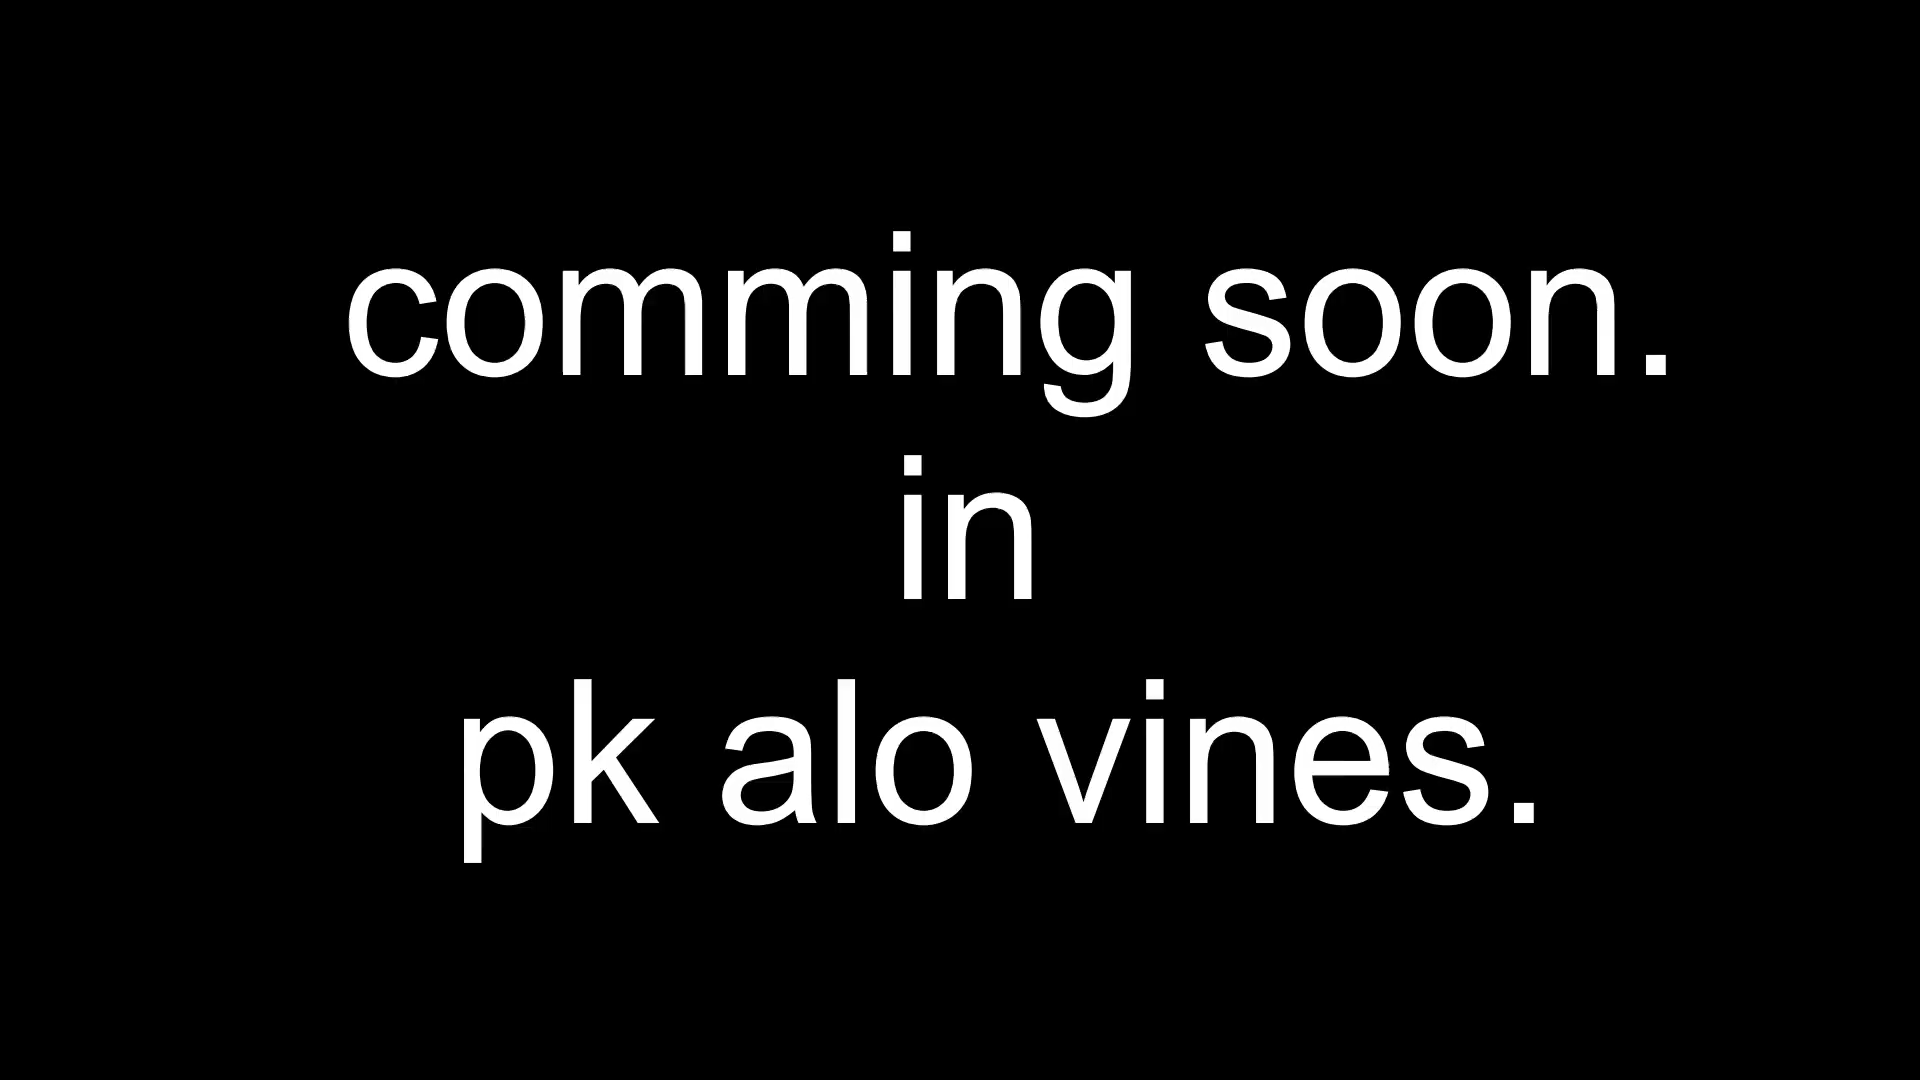 comming soon.
in
pk alo vines.